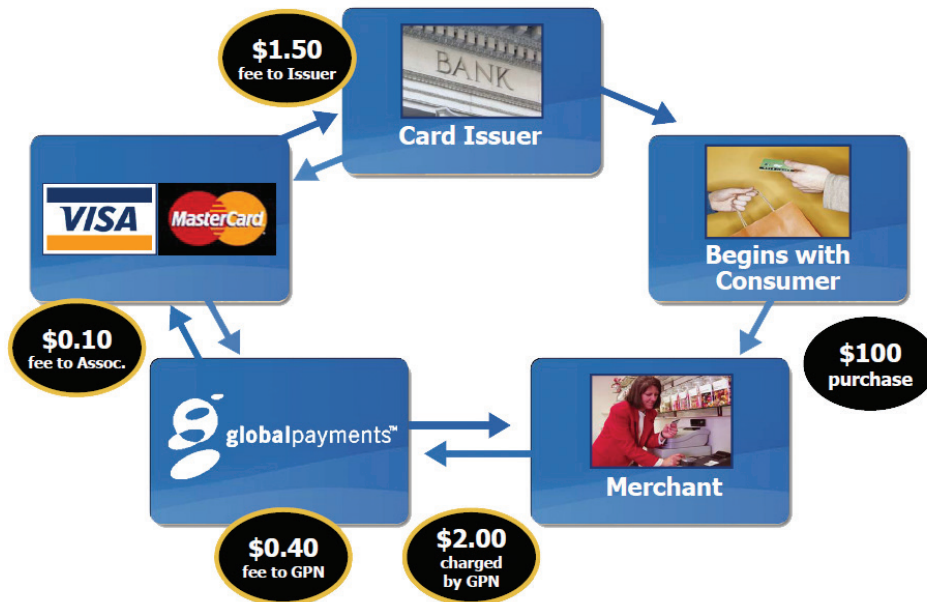 $1.50
fee to Issuer
BANK
Card Issuer
VISA
MasterCard
Begins with
Consumer
$0.10
fee to Assoc.
$100
purchase
globalpayments™
Merchant
$0.40
fee to GPN
$2.00
charged
by GPN